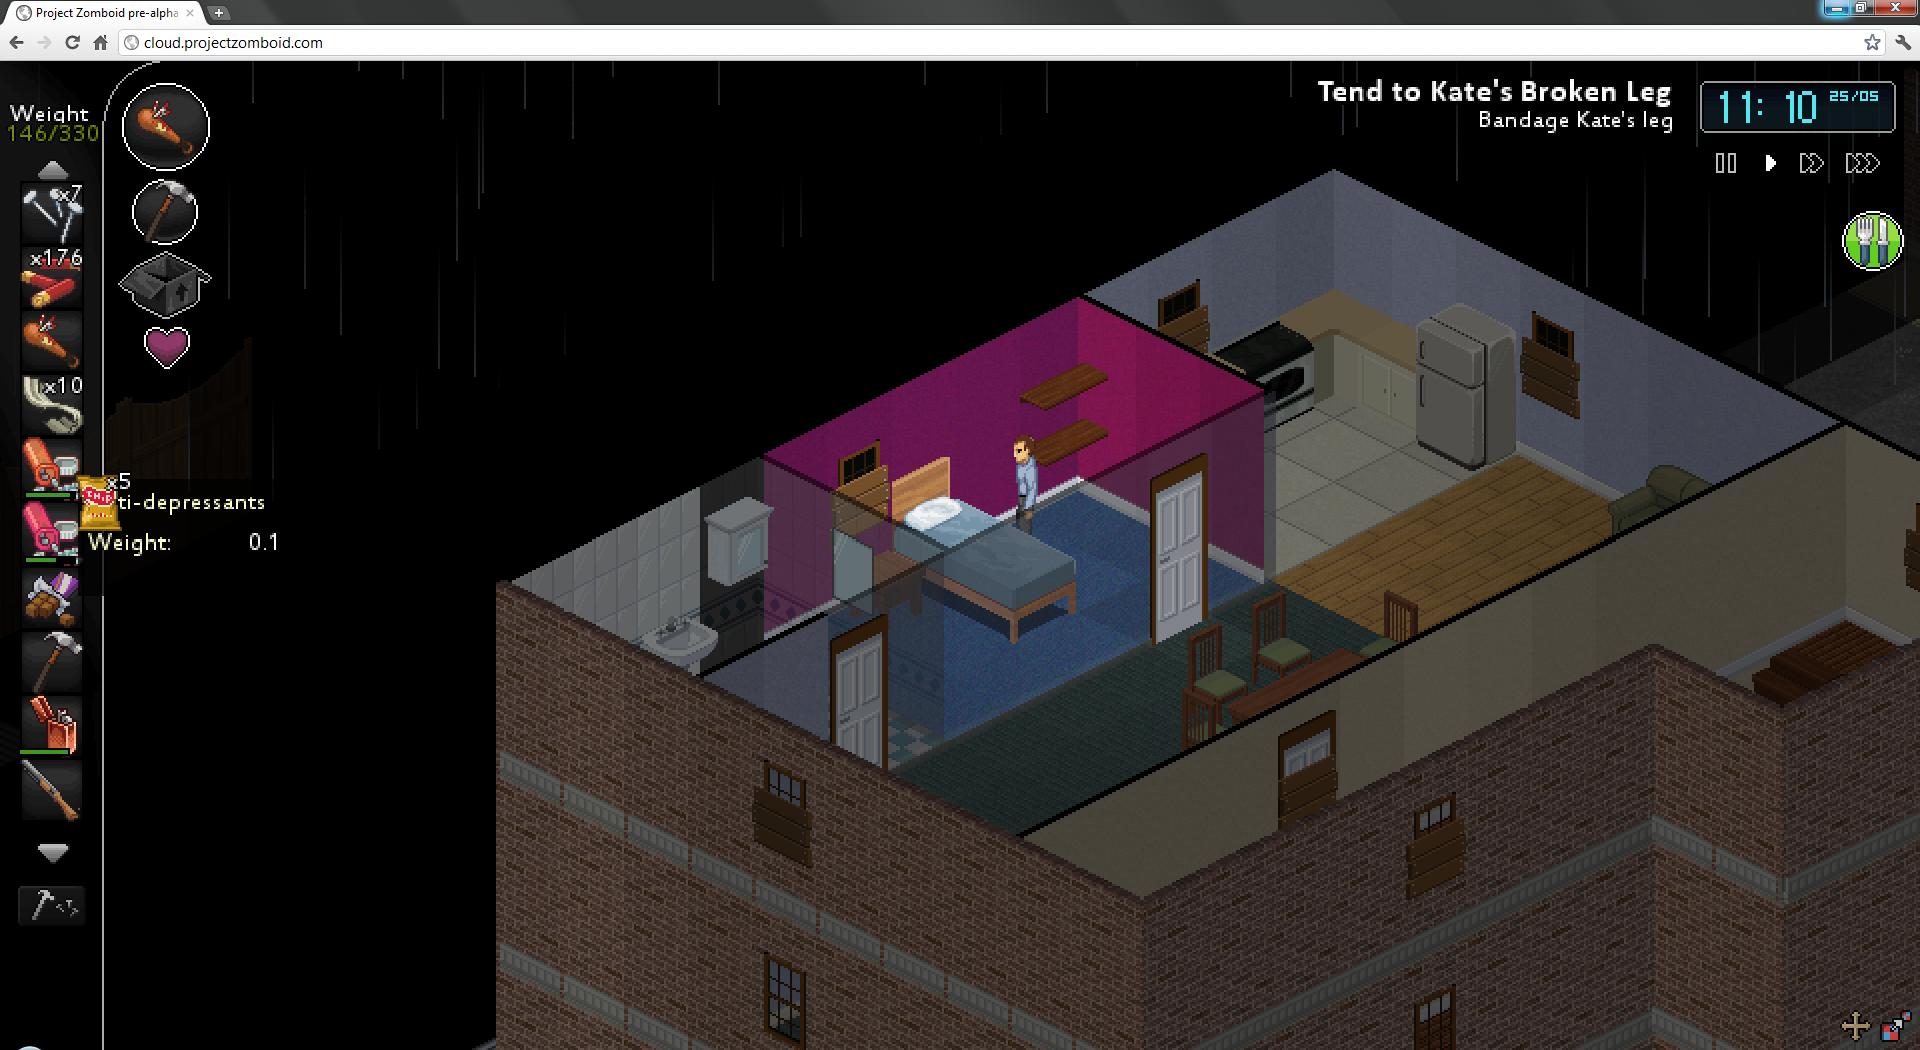 Project Zomboid pre-alpha
cloud.projectzomboid.com
Weight
146/330
Tend to Kate's Broken Leg
Bandage Kate's leg
11:10
25/05
x7
x176
x10
x5
CHIP
ti-depressants
Weight: 0.1